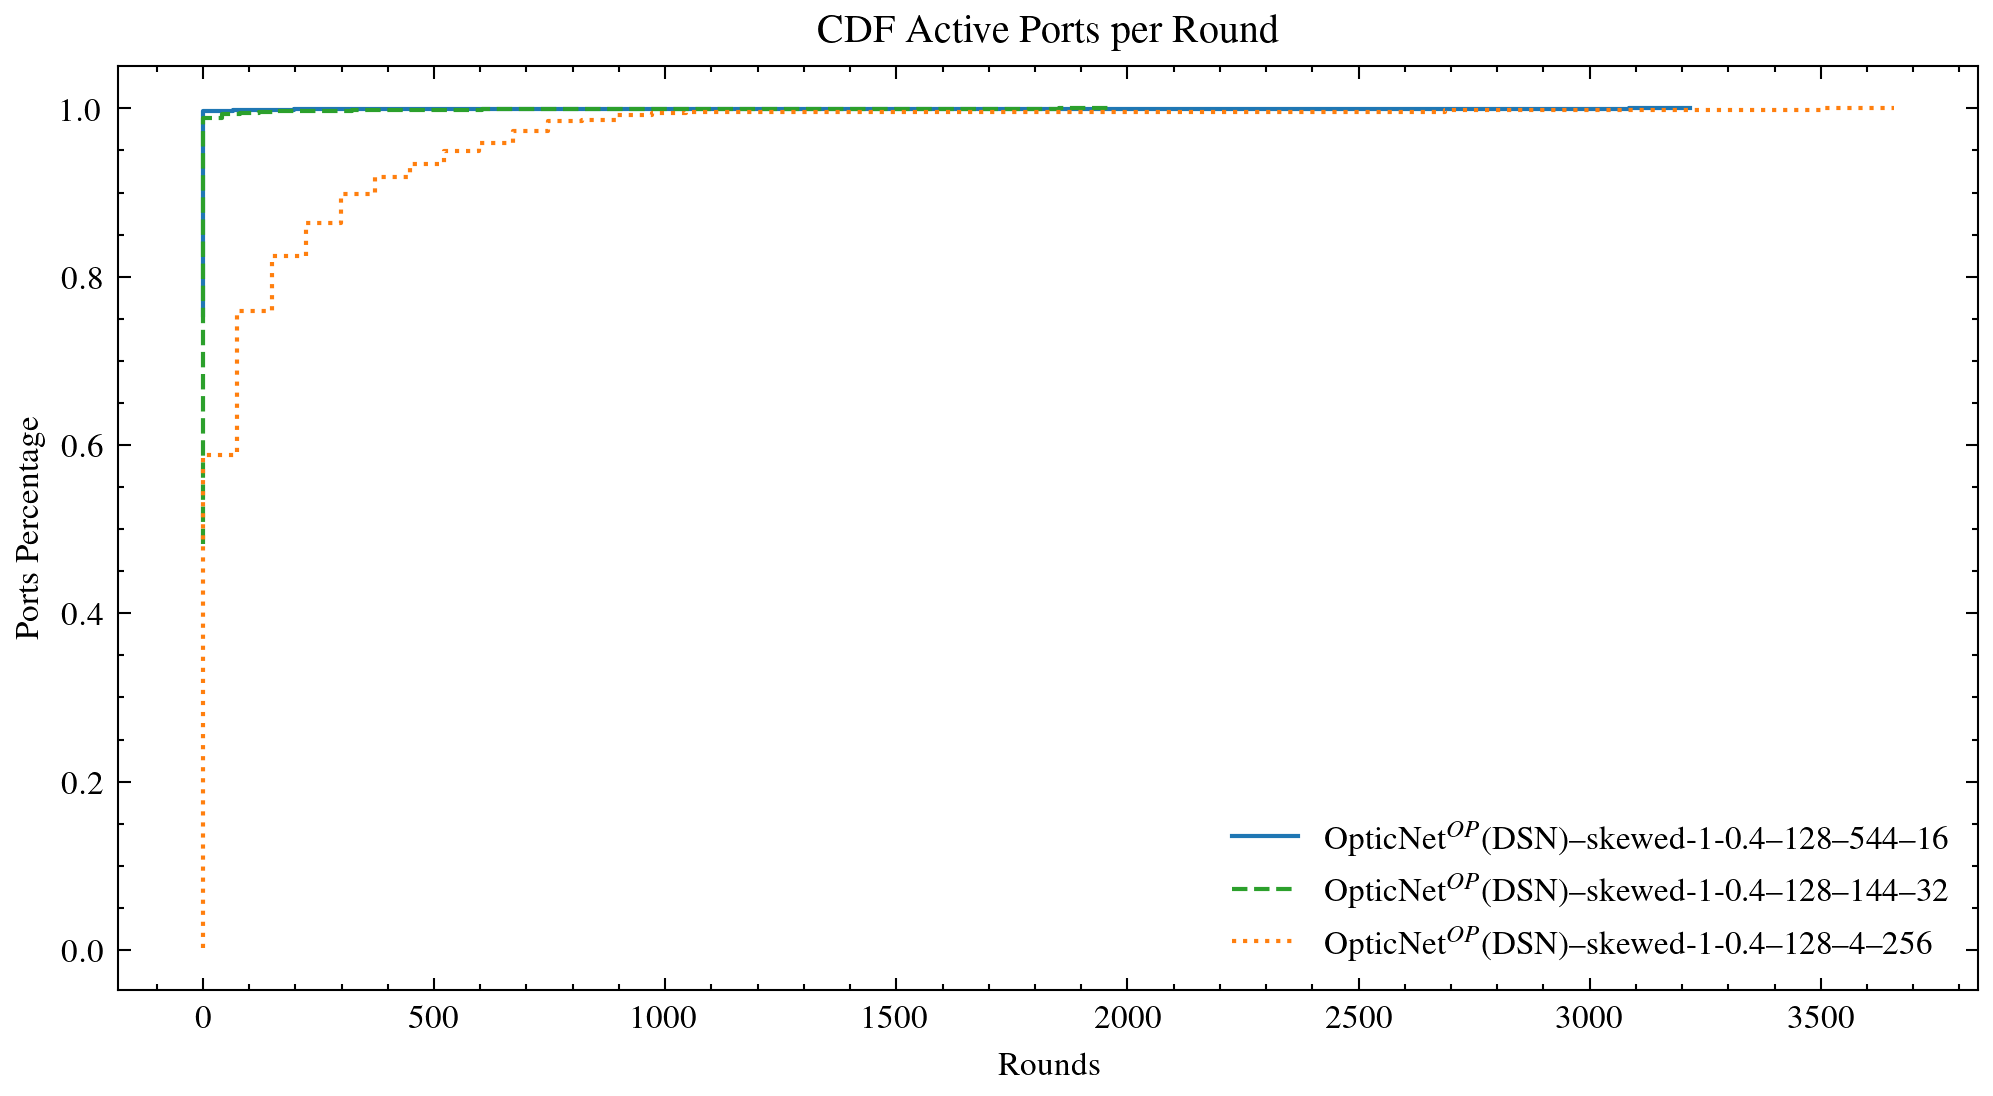 CDF Active Ports per Round
1.0
0.8
0.6
0.4
0.2
0.0
Ports Percentage
OpticNet^OP(DSN)–skewed-1-0.4–128–544–16
OpticNet^OP(DSN)–skewed-1-0.4–128–144–32
OpticNet^OP(DSN)–skewed-1-0.4–128–4–256
0 500 1000 1500 2000 2500 3000 3500
Rounds